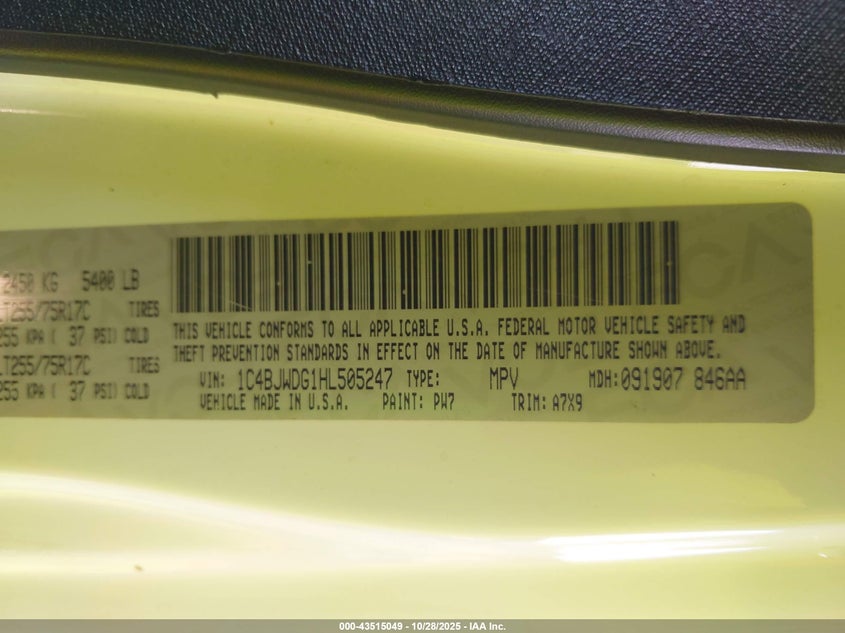 2450 KG 5400 LB
LT255/75R17C TIRES
255 KPA ( 37 PSI) COLD
LT255/75R17C TIRES
255 KPA ( 37 PSI) COLD
THIS VEHICLE CONFORMS TO ALL APPLICABLE U.S.A. FEDERAL MOTOR VEHICLE SAFETY AND
THEFT PREVENTION STANDARDS IN EFFECT ON THE DATE OF MANUFACTURE SHOWN ABOVE.
VIN: 1C4BJWDG1HL505247 TYPE: MPV MDH:091907 846AA
VEHICLE MADE IN U.S.A. PAINT: PW7 TRIM: A7X9
000-43515049 - 10/28/2025 - IAA Inc.